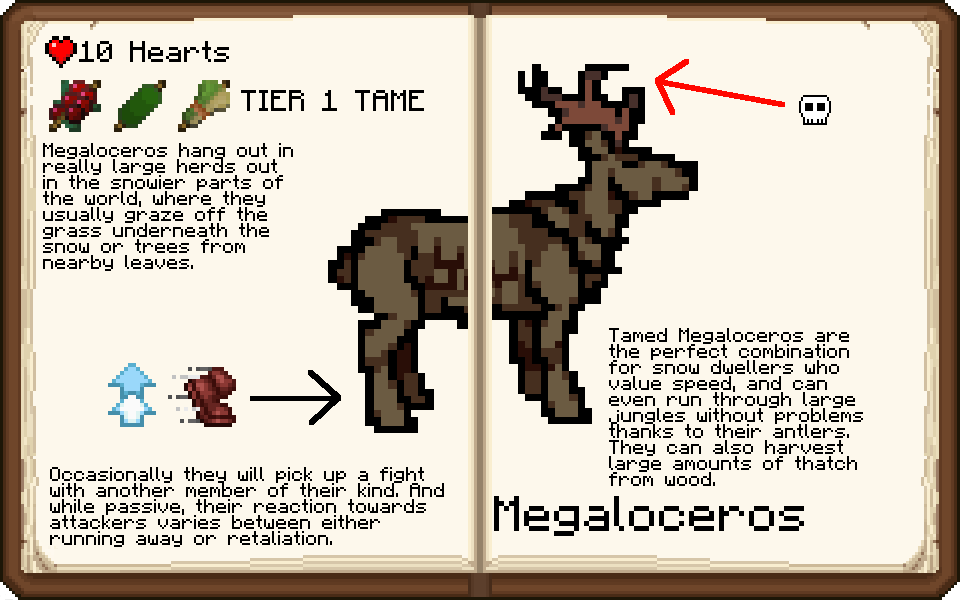 10 Hearts
TIER 1 TAME
Megaloceros hang out in
really large herds out
in the snowier parts of
the world, where they
usually graze off the
grass underneath the
snow or trees from
nearby leaves.
Occasionally they will pick up a fight
with another member of their kind. And
while passive, their reaction towards
attackers varies between either
running away or retaliation.
Tamed Megaloceros are
the perfect combination
for snow dwellers who
value speed, and can
even run through large
jungles without problems
thanks to their antlers.
They can also harvest
large amounts of thatch
from wood.
Megaloceros